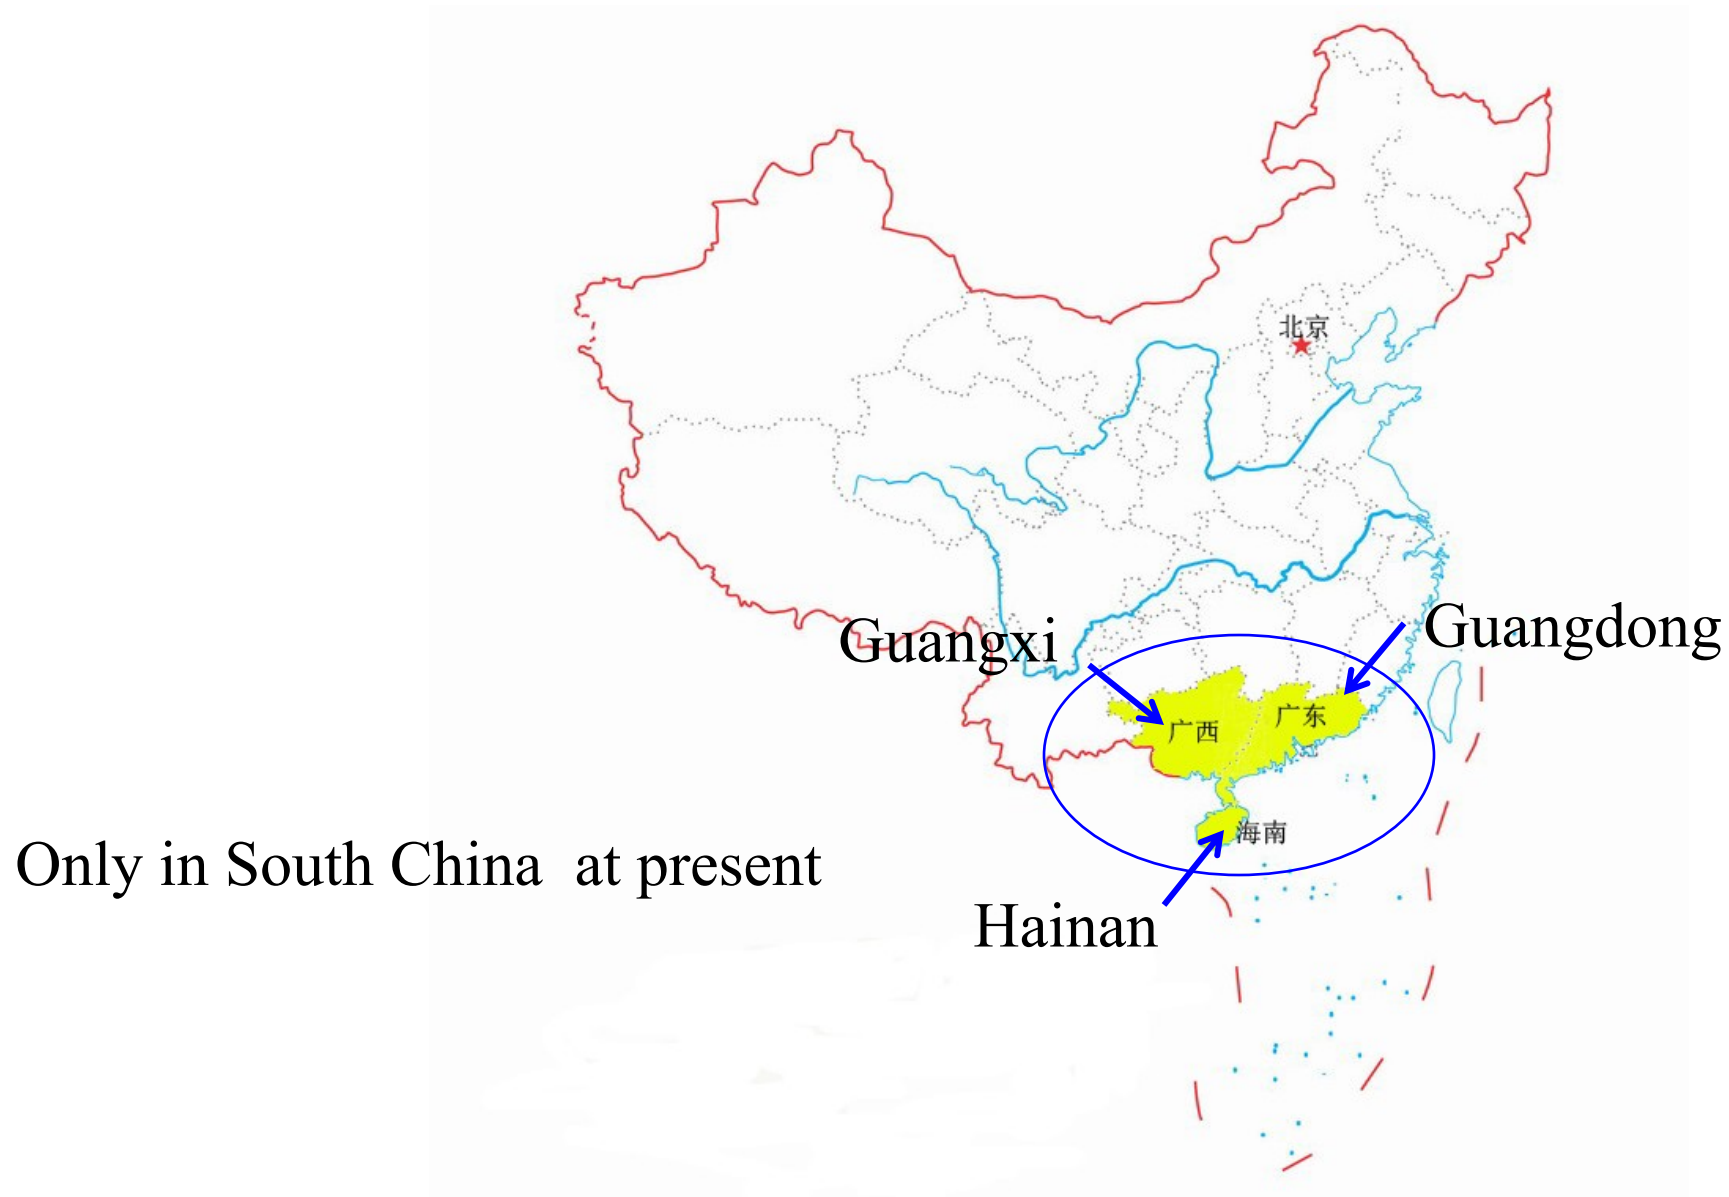 北京
Guangxi
Guangdong
广西
广东
海南
Only in South China at present
Hainan